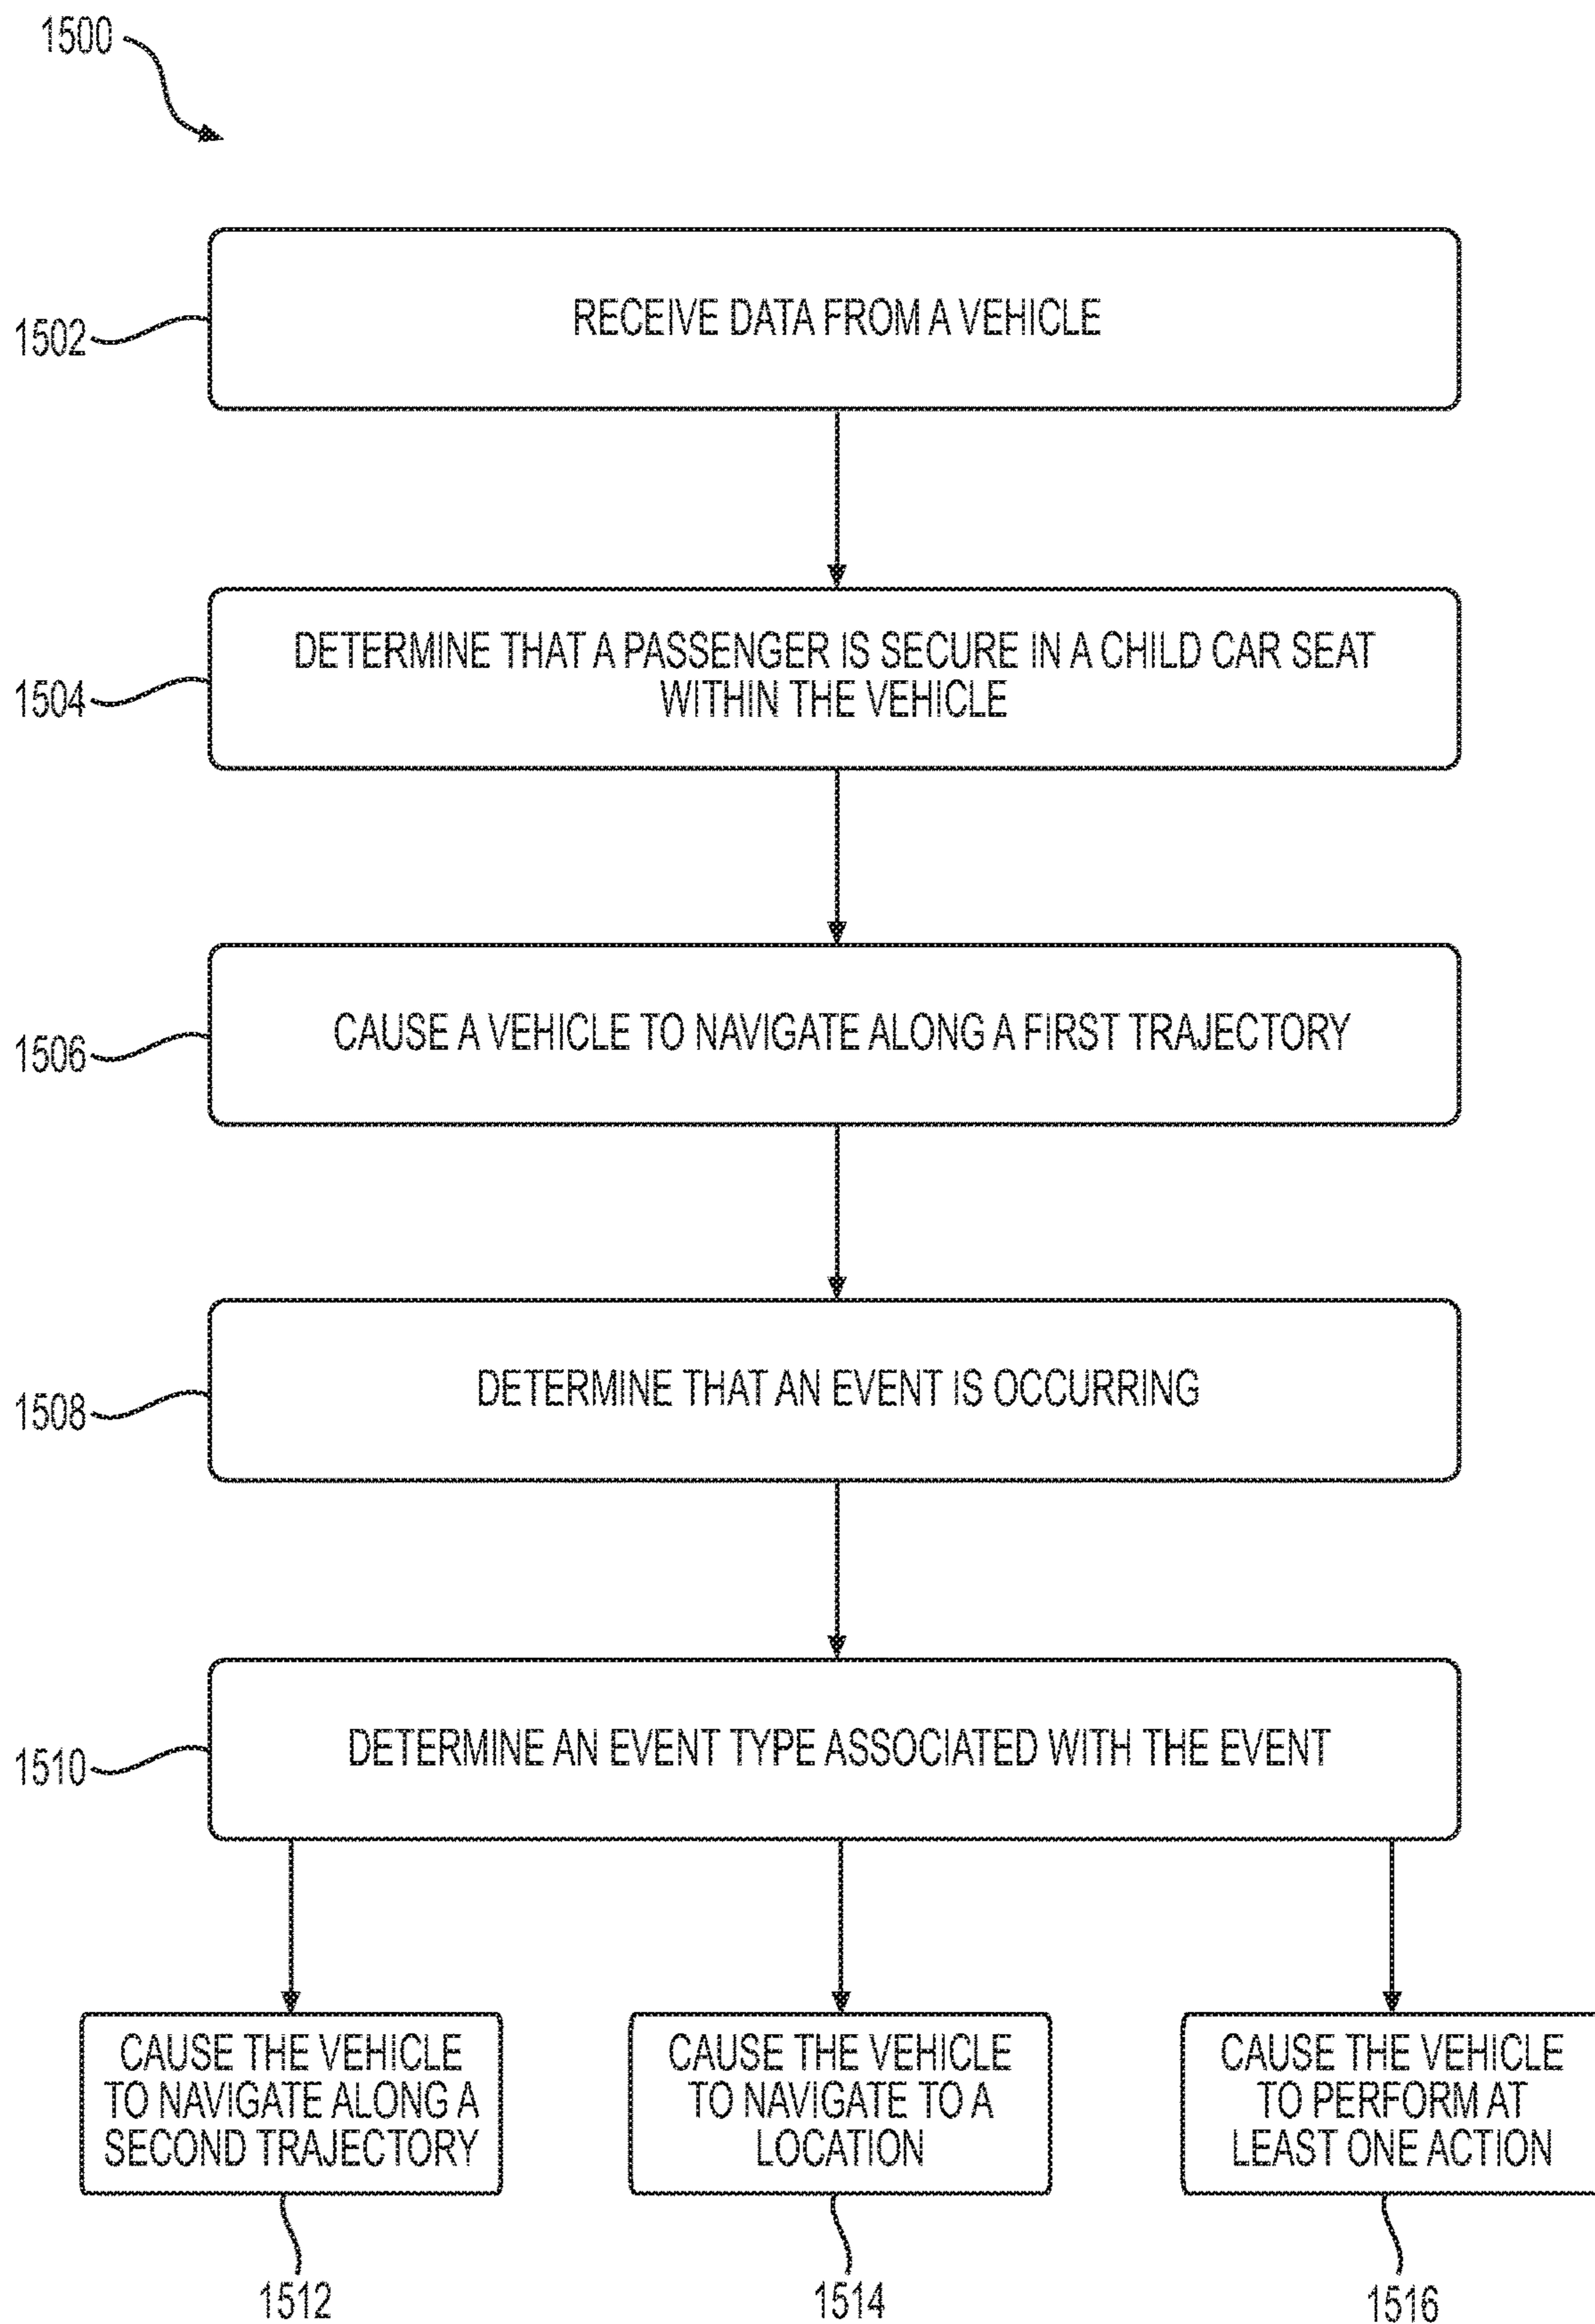 1500
1502
RECEIVE DATA FROM A VEHICLE
1504
DETERMINE THAT A PASSENGER IS SECURE IN A CHILD CAR SEAT
WITHIN THE VEHICLE
1506
CAUSE A VEHICLE TO NAVIGATE ALONG A FIRST TRAJECTORY
1508
DETERMINE THAT AN EVENT IS OCCURRING
1510
DETERMINE AN EVENT TYPE ASSOCIATED WITH THE EVENT
CAUSE THE VEHICLE
TO NAVIGATE ALONG A
SECOND TRAJECTORY
1512
CAUSE THE VEHICLE
TO NAVIGATE TO A
LOCATION
1514
CAUSE THE VEHICLE
TO PERFORM AT
LEAST ONE ACTION
1516